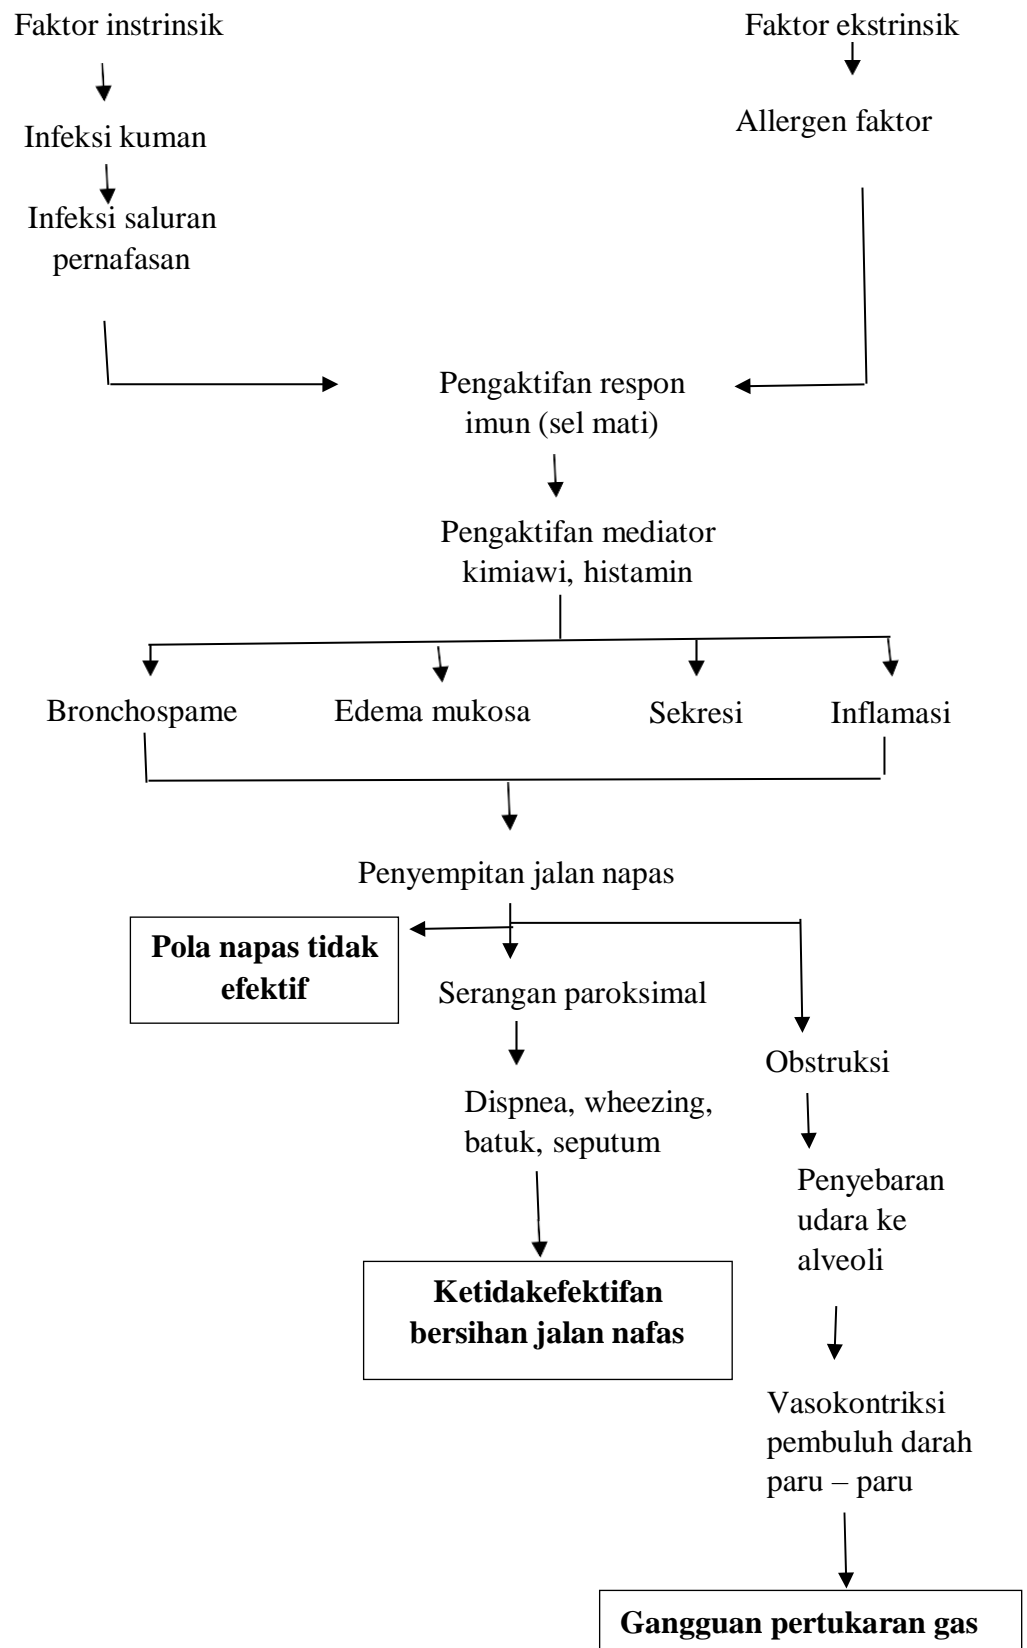 Faktor instrinsik
Faktor ekstrinsik
Infeksi kuman
Allergen faktor
Infeksi saluran
pernafasan
Pengaktifan respon
imun (sel mati)
Pengaktifan mediator
kimiawi, histamin
Bronchospame
Edema mukosa
Sekresi
Inflamasi
Penyempitan jalan napas
Pola napas tidak
efektif
Serangan paroksimal
Obstruksi
Dispnea, wheezing,
batuk, seputum
Penyebaran
udara ke
alveoli
Ketidakefektifan
bersihan jalan nafas
Vasokontriksi
pembuluh darah
paru – paru
Gangguan pertukaran gas